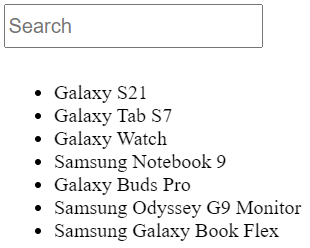 Search
Galaxy S21
Galaxy Tab S7
Galaxy Watch
Samsung Notebook 9
Galaxy Buds Pro
Samsung Odyssey G9 Monitor
Samsung Galaxy Book Flex